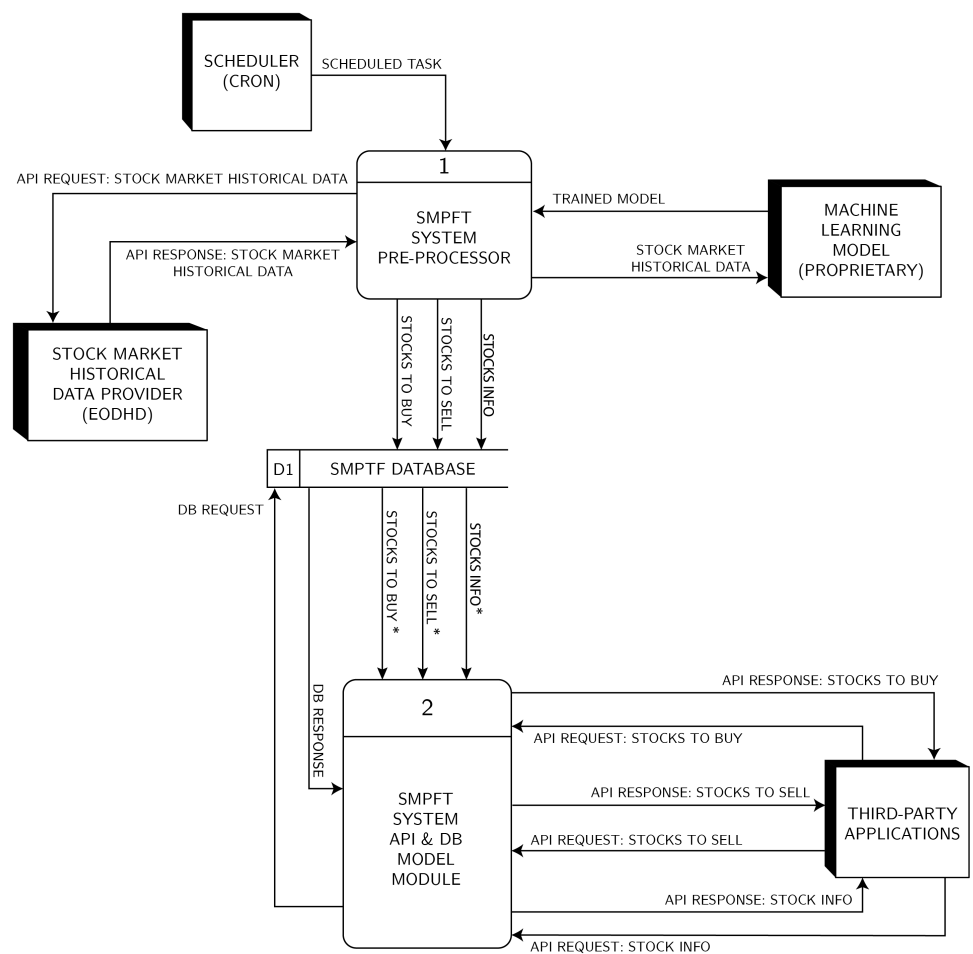 SCHEDULER
(CRON)
SCHEDULED TASK
1
SMPFT
SYSTEM
PRE-PROCESSOR
API REQUEST: STOCK MARKET HISTORICAL DATA
API RESPONSE: STOCK MARKET
HISTORICAL DATA
TRAINED MODEL
STOCK MARKET
HISTORICAL DATA
MACHINE
LEARNING
MODEL
(PROPRIETARY)
STOCK MARKET
HISTORICAL
DATA PROVIDER
(EODHD)
STOCKS TO BUY
STOCKS TO SELL
STOCKS INFO
D1
SMPTF DATABASE
DB REQUEST
STOCKS TO BUY *
STOCKS TO SELL *
STOCKS INFO*
DB RESPONSE
2
SMPFT
SYSTEM
API & DB
MODEL
MODULE
API RESPONSE: STOCKS TO BUY
API REQUEST: STOCKS TO BUY
API RESPONSE: STOCKS TO SELL
API REQUEST: STOCKS TO SELL
API RESPONSE: STOCK INFO
API REQUEST: STOCK INFO
THIRD-PARTY
APPLICATIONS